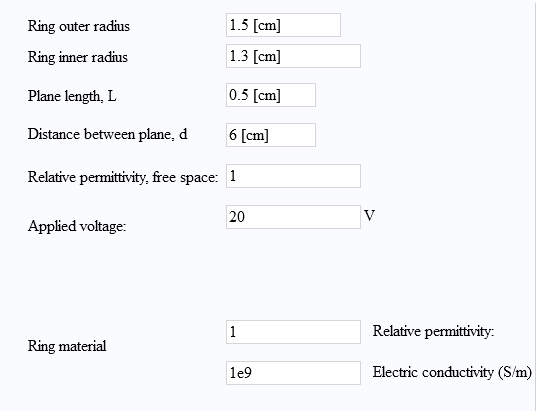 Ring outer radius 1.5 [cm]
Ring inner radius 1.3 [cm]
Plane length, L 0.5 [cm]
Distance between plane, d 6 [cm]
Relative permittivity, free space: 1
Applied voltage: 20 V
1 Relative permittivity:
Ring material
1e9 Electric conductivity (S/m)